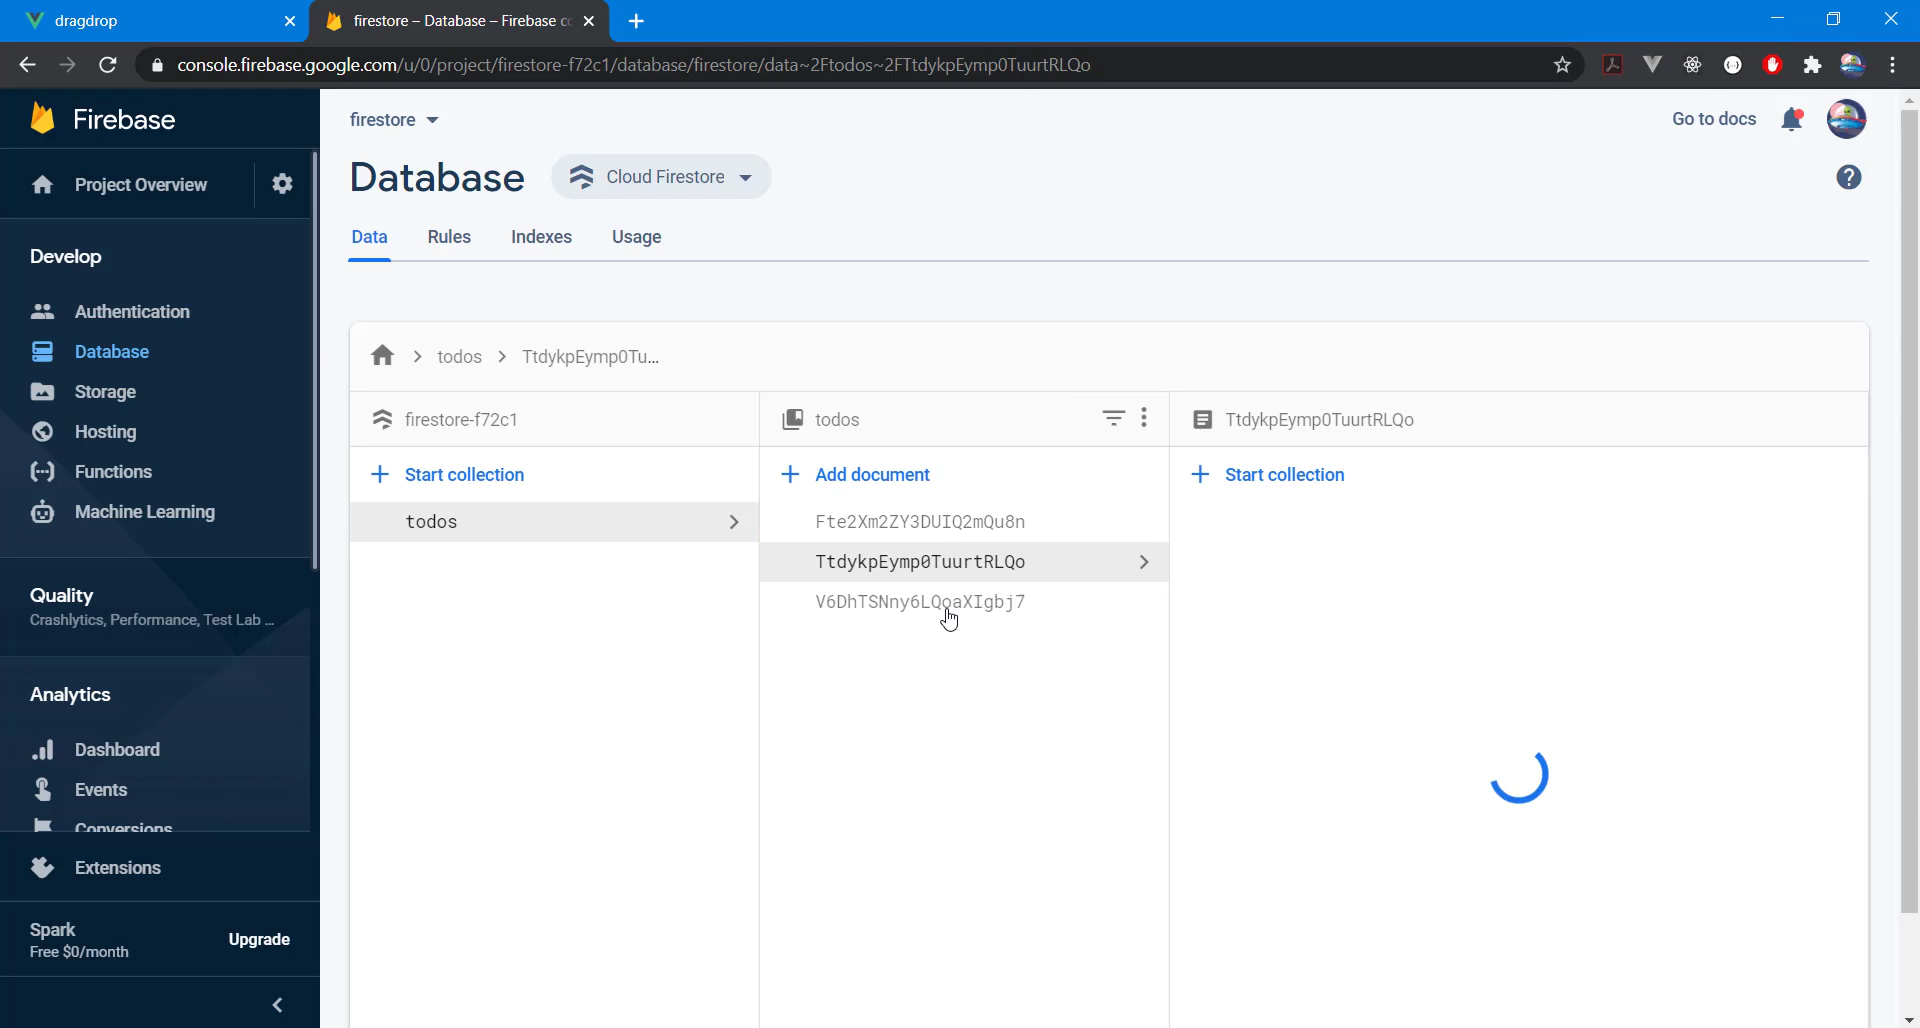 dragdrop
firestore – Database – Firebase co
console.firebase.google.com/u/0/project/firestore-f72c1/database/firestore/data~2Ftodos~2FTtdykpEymp0TuurtRLQo
Firebase
Project Overview
Develop
Authentication
Database
Storage
Hosting
Functions
Machine Learning
Quality
Crashlytics, Performance, Test Lab ...
Analytics
Dashboard
Events
Conversions
Extensions
Spark
Free $0/month
Upgrade
firestore
Go to docs
Database
Cloud Firestore
Data Rules Indexes Usage
todos
TtdykpEymp0Tu...
firestore-f72c1
todos
TtdykpEymp0TuurtRLQo
Start collection
Add document
Start collection
todos
Fte2Xm2ZY3DUIQ2mQu8n
TtdykpEymp0TuurtRLQo
V6DhTSNny6LQoaXIgbj7